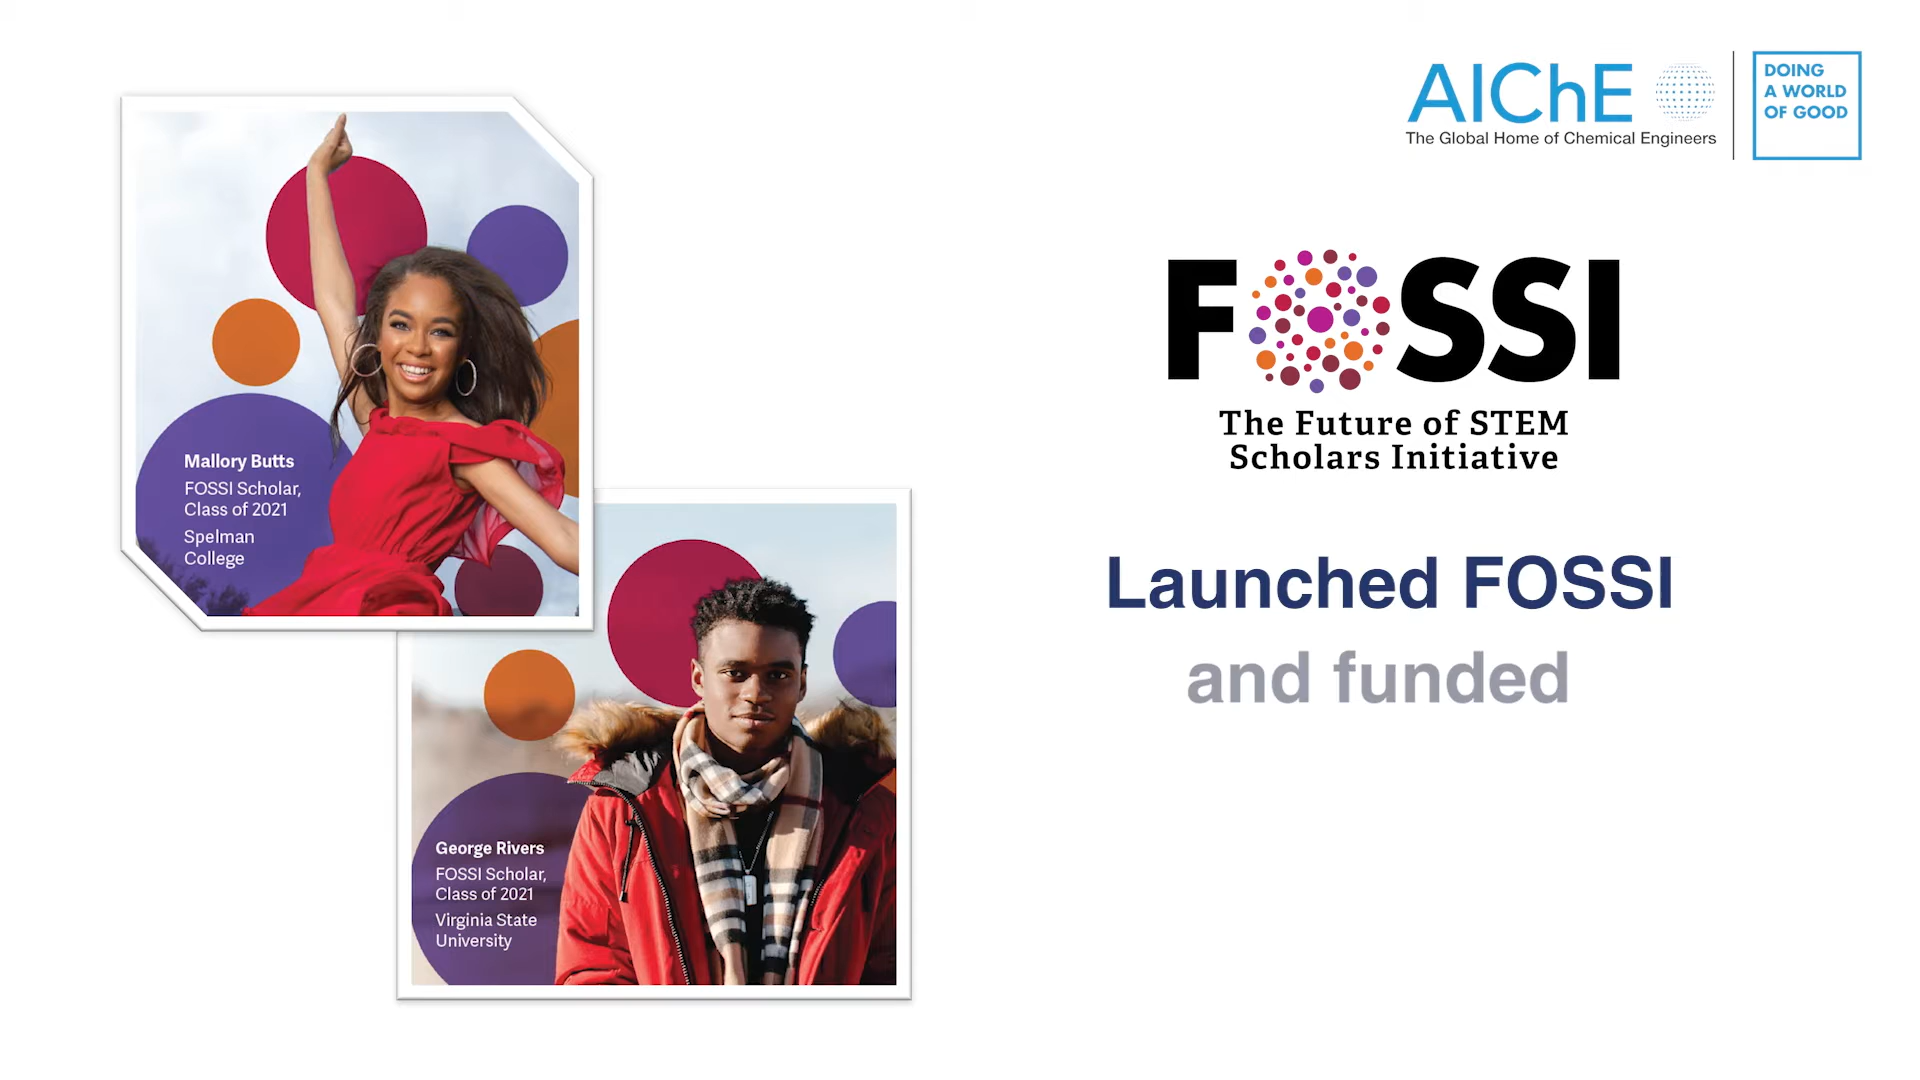 AIChE
The Global Home of Chemical Engineers
DOING
A WORLD
OF GOOD
Mallory Butts
FOSSI Scholar,
Class of 2021
Spelman
College
George Rivers
FOSSI Scholar,
Class of 2021
Virginia State
University
FOSSI
The Future of STEM
Scholars Initiative
Launched FOSSI
and funded